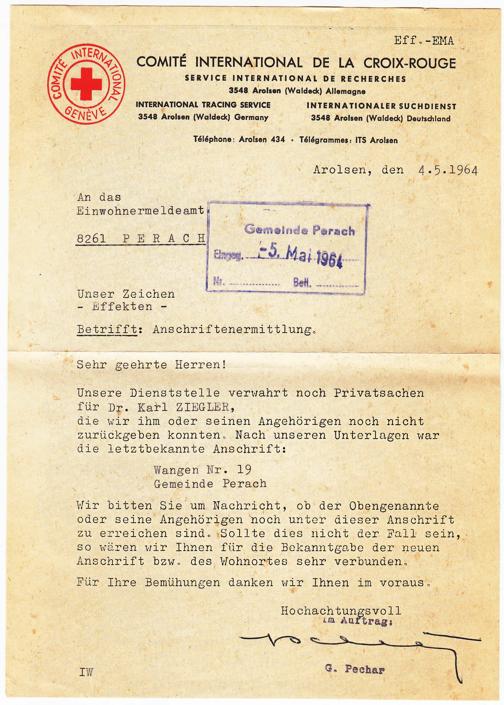 Eff.-EMA
COMITÉ INTERNATIONAL
GENÈVE
COMITÉ INTERNATIONAL DE LA CROIX-ROUGE
SERVICE INTERNATIONAL DE RECHERCHES
3548 Arolsen (Waldeck) Allemagne
INTERNATIONAL TRACING SERVICE
3548 Arolsen (Waldeck) Germany
INTERNATIONALER SUCHDIENST
3548 Arolsen (Waldeck) Deutschland
Téléphone: Arolsen 434 · Télégrammes: ITS Arolsen
Arolsen, den 4.5.1964
An das
Einwohnermeldeamt
8261 PERACH
Gemeinde Perach
Eingeg. -5. Mai 1964
Nr. ............ Beil. ............
Unser Zeichen
- Effekten -
Betrifft: Anschriftenermittlung.
Sehr geehrte Herren!
Unsere Dienststelle verwahrt noch Privatsachen
für Dr. Karl ZIEGLER,
die wir ihm oder seinen Angehörigen noch nicht
zurückgeben konnten. Nach unseren Unterlagen war
die letztbekannte Anschrift:
Wangen Nr. 19
Gemeinde Perach
Wir bitten Sie um Nachricht, ob der Obengenannte
oder seine Angehörigen noch unter dieser Anschrift
zu erreichen sind. Sollte dies nicht der Fall sein,
so wären wir Ihnen für die Bekanntgabe der neuen
Anschrift bzw. des Wohnortes sehr verbunden.
Für Ihre Bemühungen danken wir Ihnen im voraus.
Hochachtungsvoll
im Auftrag:
G. Pechar
IW